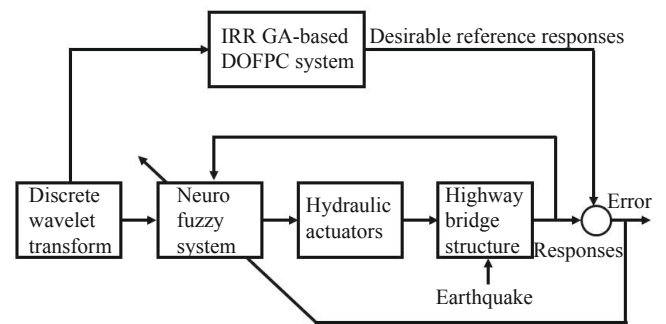 IRR GA-based
DOFPC system
Desirable reference responses
Discrete
wavelet
transform
Neuro
fuzzy
system
Hydraulic
actuators
Highway
bridge
structure
Error
Responses
Earthquake